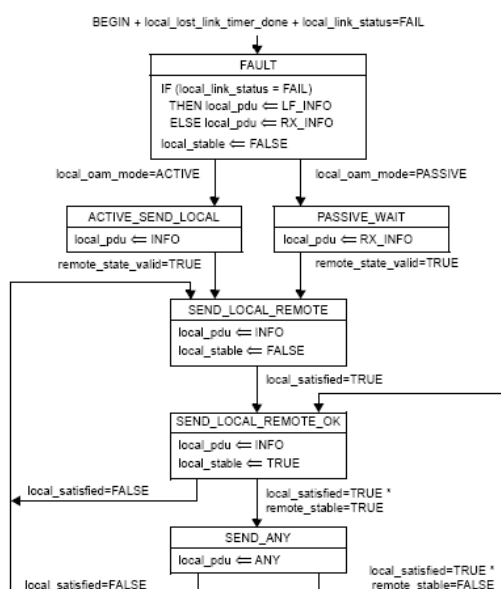 BEGIN + local_lost_link_timer_done + local_link_status=FAIL
FAULT
IF (local_link_status = FAIL)
THEN local_pdu ⇐ LF_INFO
ELSE local_pdu ⇐ RX_INFO
local_stable ⇐ FALSE
local_oam_mode=ACTIVE
local_oam_mode=PASSIVE
ACTIVE_SEND_LOCAL
local_pdu ⇐ INFO
PASSIVE_WAIT
local_pdu ⇐ RX_INFO
remote_state_valid=TRUE
remote_state_valid=TRUE
SEND_LOCAL_REMOTE
local_pdu ⇐ INFO
local_stable ⇐ FALSE
local_satisfied=TRUE
SEND_LOCAL_REMOTE_OK
local_pdu ⇐ INFO
local_stable ⇐ TRUE
local_satisfied=FALSE
local_satisfied=TRUE *
remote_stable=TRUE
SEND_ANY
local_pdu ⇐ ANY
local_satisfied=FALSE
local_satisfied=TRUE *
remote_stable=FALSE